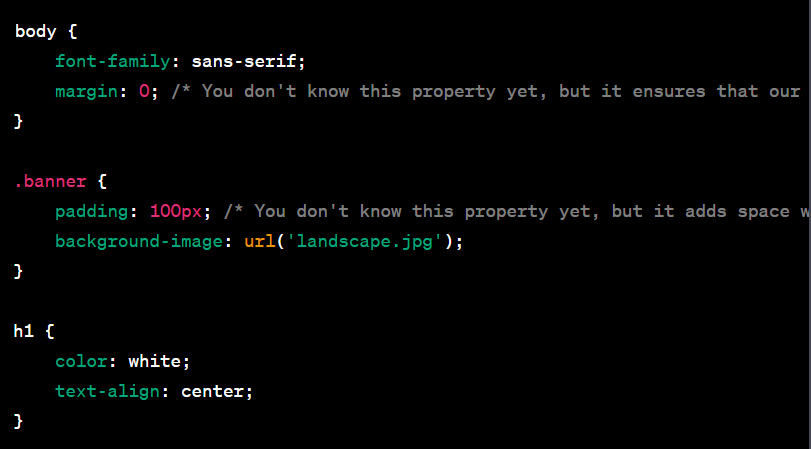 body {
font-family: sans-serif;
margin: 0; /* You don't know this property yet, but it ensures that our
}
.banner {
padding: 100px; /* You don't know this property yet, but it adds space
background-image: url('landscape.jpg');
}
h1 {
color: white;
text-align: center;
}